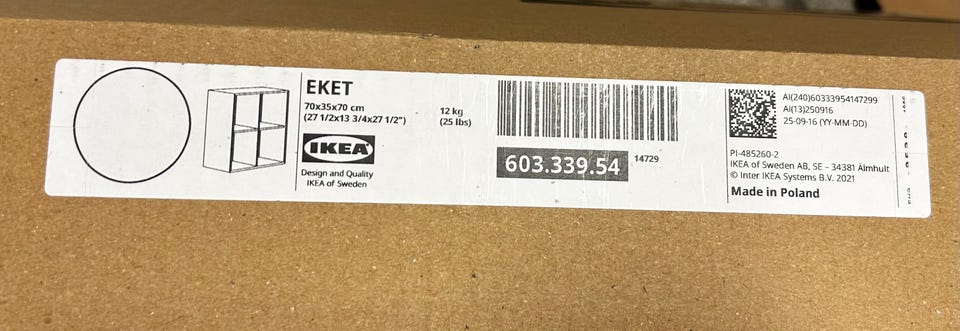 EKET
70x35x70 cm
(27 1/2x13 3/4x27 1/2")
12 kg
(25 lbs)
IKEA
Design and Quality
IKEA of Sweden
603.339.54
14729
AI(240)60333954147299
AI(13)250916
25-09-16 (YY-MM-DD)
PI-485260-2
IKEA of Sweden AB, SE – 34381 Älmhult
© Inter IKEA Systems B.V. 2021
Made in Poland